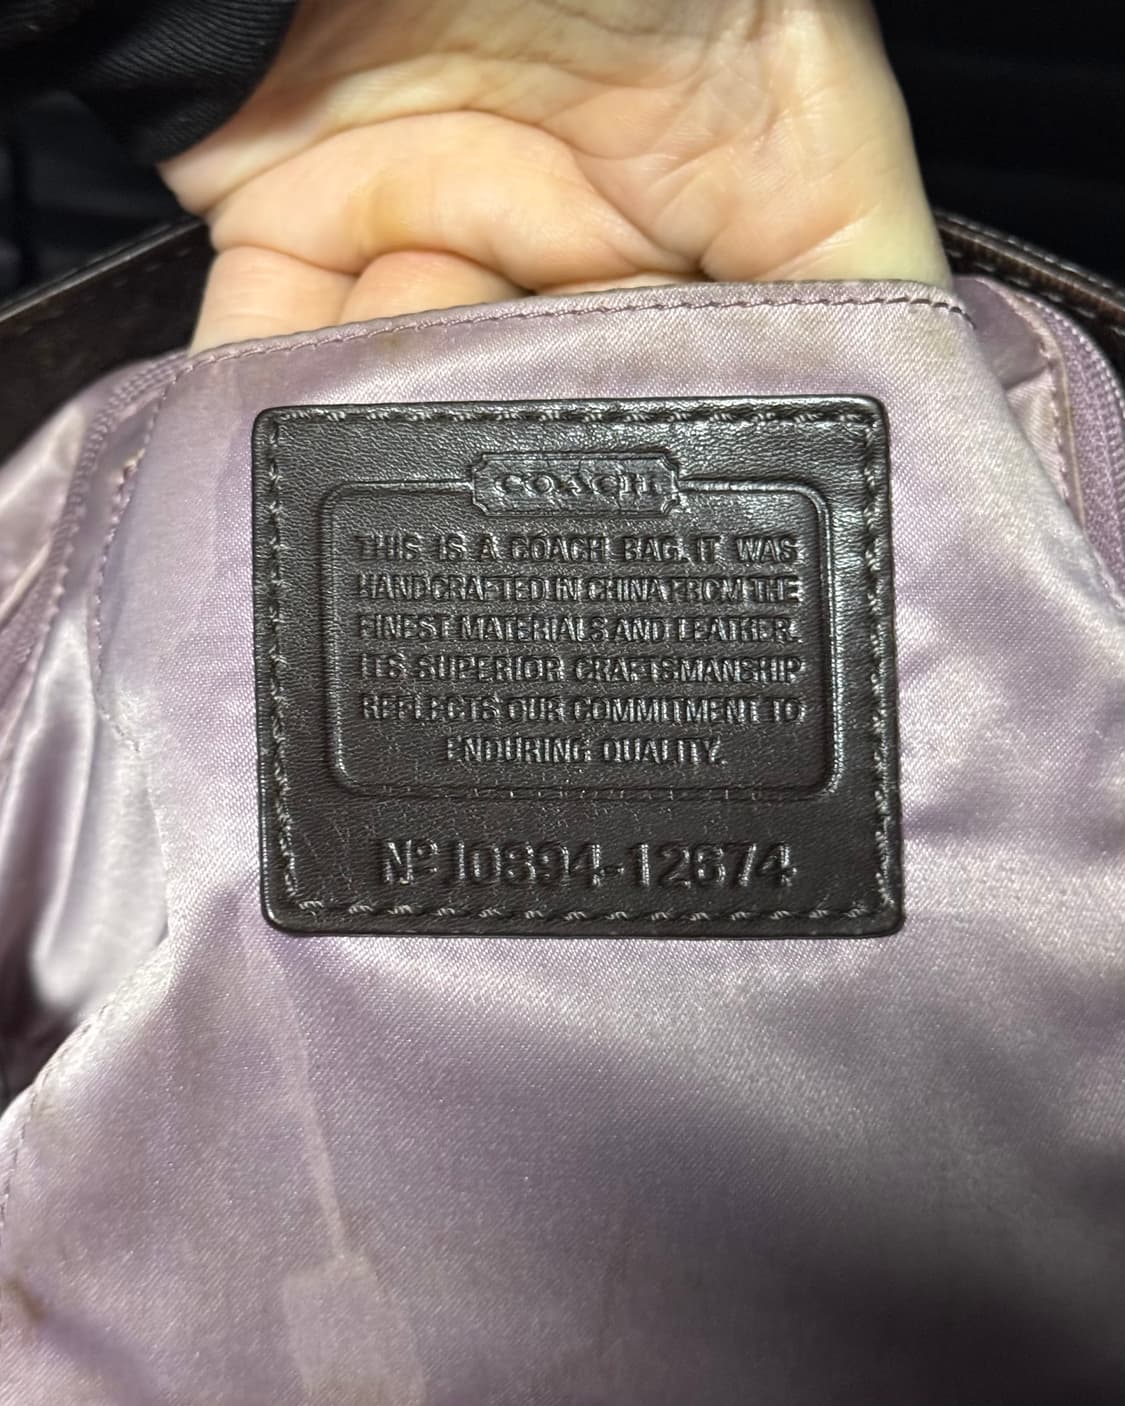 COACH
THIS IS A COACH BAG. IT WAS
HANDCRAFTED IN CHINA FROM THE
FINEST MATERIALS AND LEATHER.
ITS SUPERIOR CRAFTSMANSHIP
REFLECTS OUR COMMITMENT TO
ENDURING QUALITY.
Nº J0894-12674